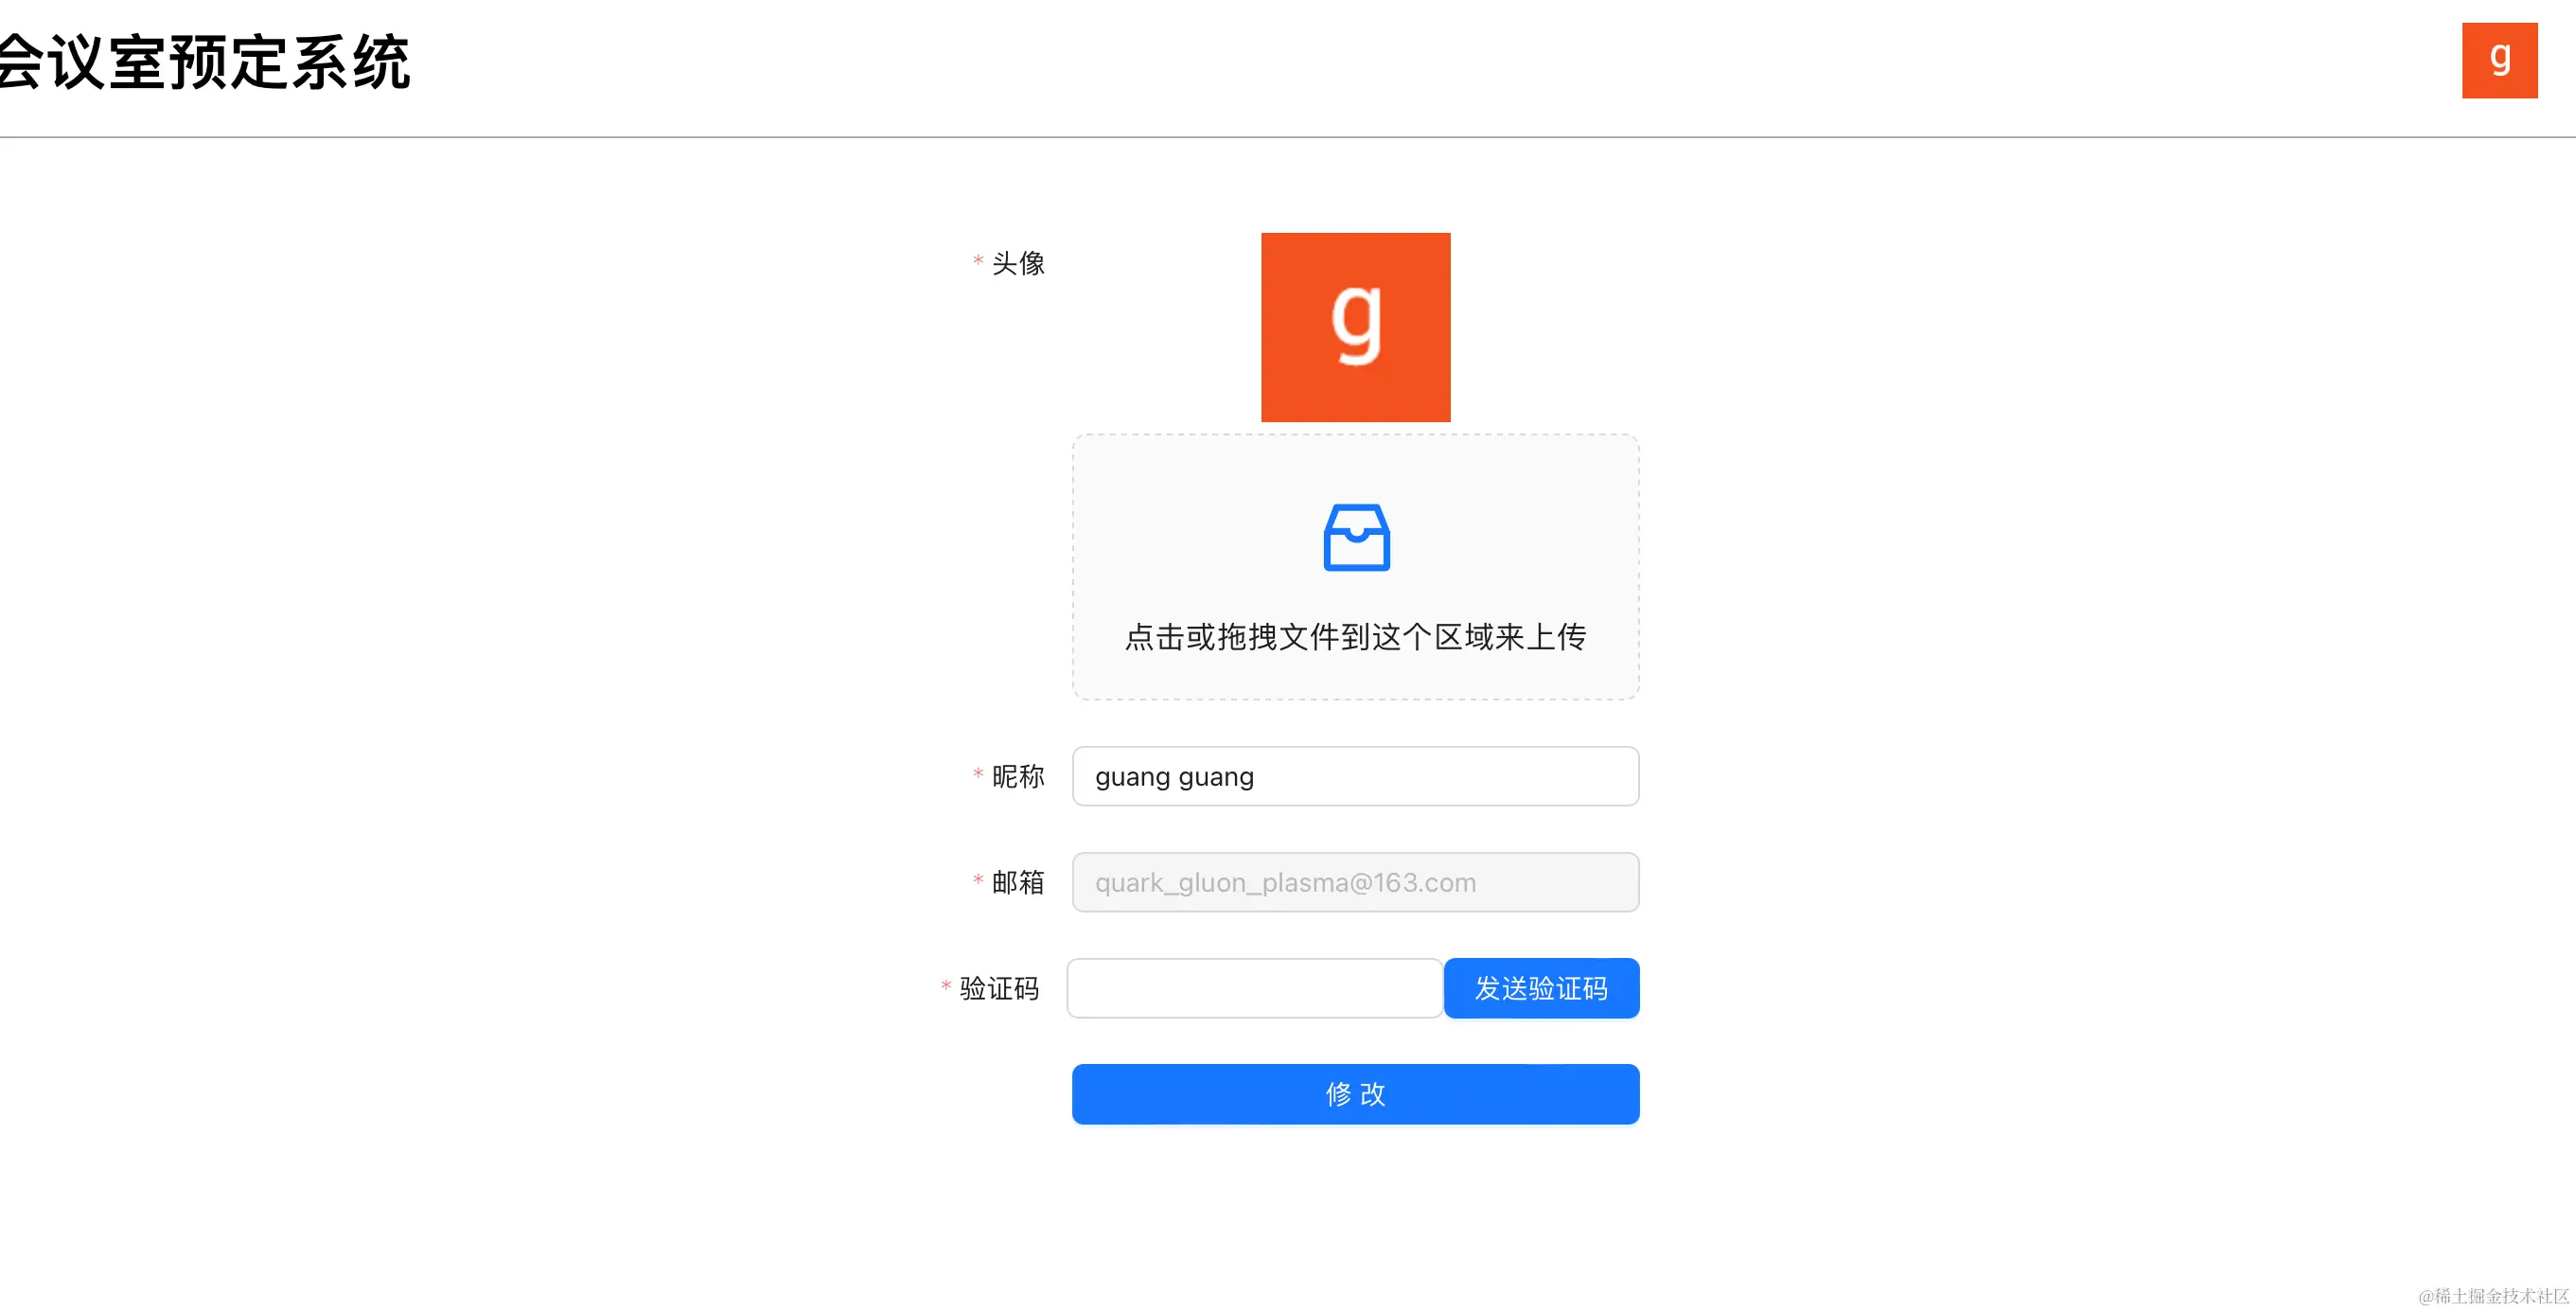 会议室预定系统
g
* 头像
g
点击或拖拽文件到这个区域来上传
* 昵称
guang guang
* 邮箱
quark_gluon_plasma@163.com
* 验证码
发送验证码
修 改
@稀土掘金技术社区